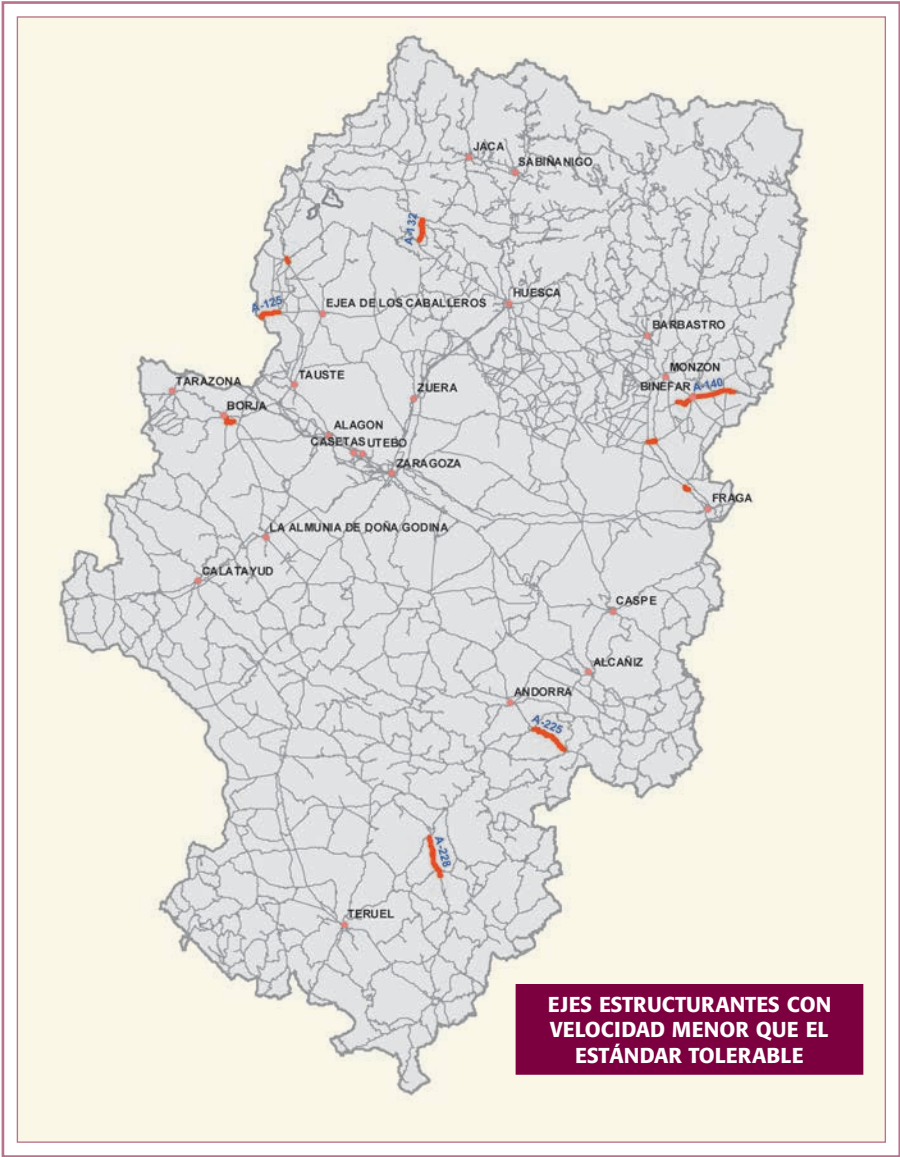 JACA
SABIÑANIGO
A-132
HUESCA
A-125
EJEA DE LOS CABALLEROS
BARBASTRO
MONZON
TARAZONA
TAUSTE
ZUERA
BINEFAR
A-140
BORJA
ALAGON
CASETAS
UTEBO
ZARAGOZA
FRAGA
LA ALMUNIA DE DOÑA GODINA
CALATAYUD
CASPE
ALCAÑIZ
ANDORRA
A-225
A-228
TERUEL
EJES ESTRUCTURANTES CON
VELOCIDAD MENOR QUE EL
ESTÁNDAR TOLERABLE